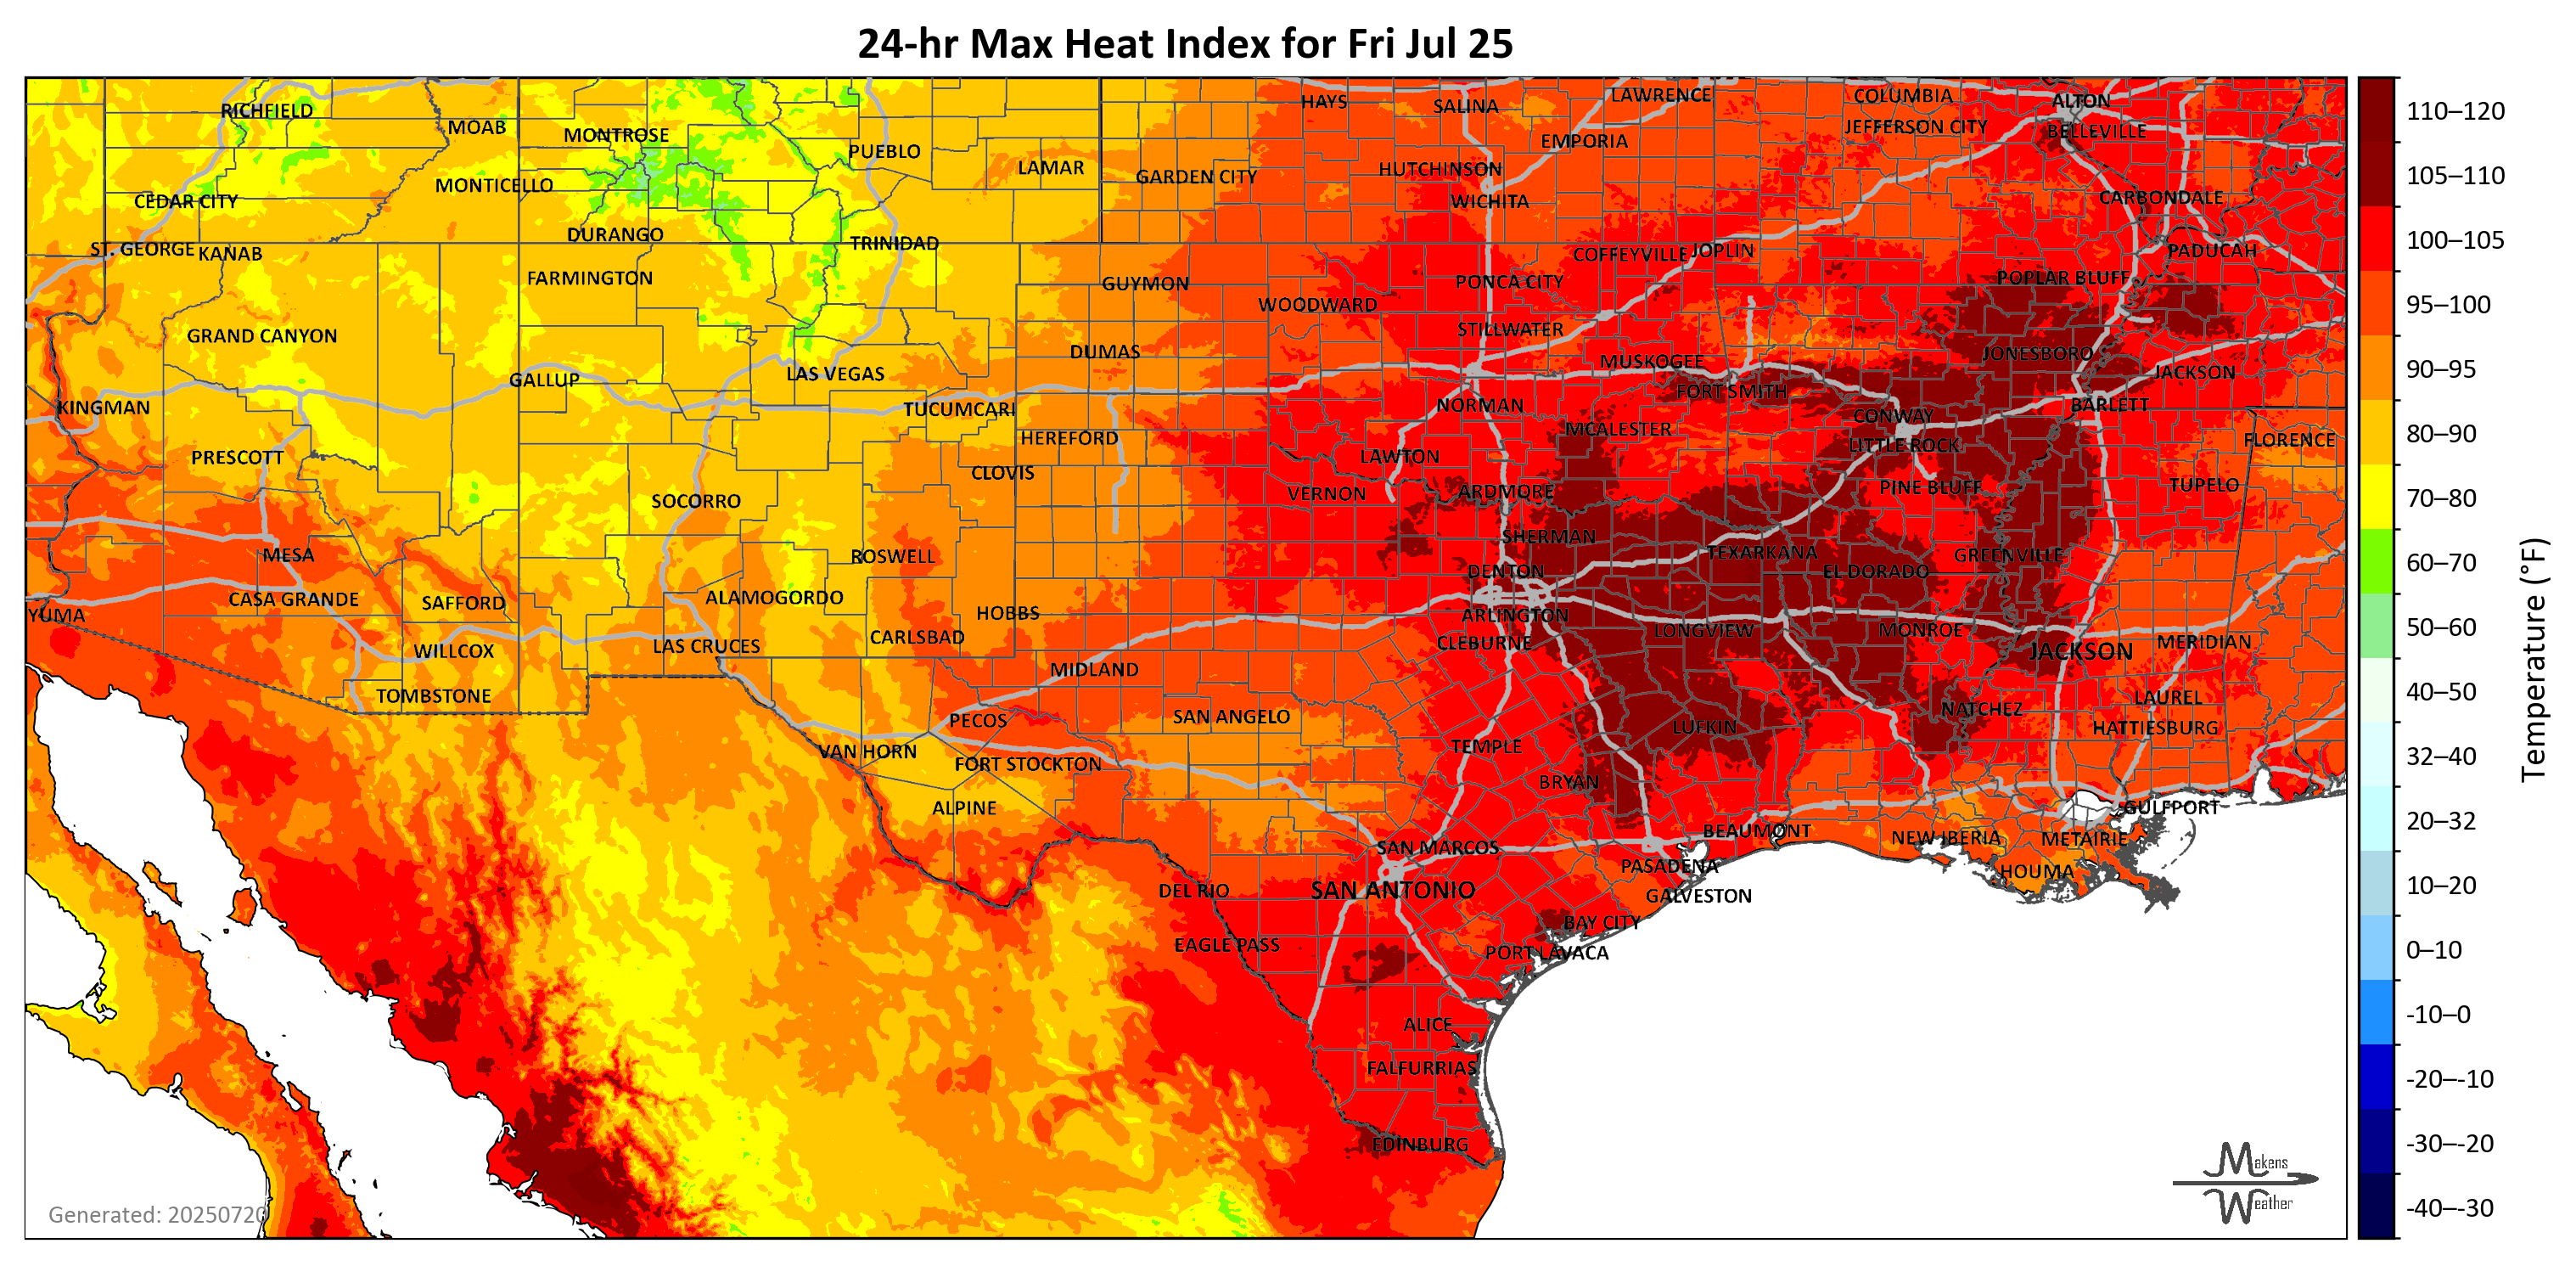 24-hr Max Heat Index for Fri Jul 25
RICHFIELD
MOAB
MONTROSE
PUEBLO
LAMAR
GARDEN CITY
HAYS
SALINA
LAWRENCE
EMPORIA
HUTCHINSON
WICHITA
COLUMBIA
JEFFERSON CITY
ALTON
BELLEVILLE
CARBONDALE
PADUCAH
CEDAR CITY
MONTICELLO
DURANGO
TRINIDAD
ST. GEORGE
KANAB
FARMINGTON
GUYMON
WOODWARD
PONCA CITY
COFFEYVILLE
JOPLIN
POPLAR BLUFF
GRAND CANYON
GALLUP
LAS VEGAS
DUMAS
STILLWATER
MUSKOGEE
FORT SMITH
JONESBORO
JACKSON
KINGMAN
TUCUMCARI
HEREFORD
NORMAN
MCALESTER
CONWAY
LITTLE ROCK
BARLETT
FLORENCE
PRESCOTT
SOCORRO
CLOVIS
LAWTON
VERNON
ARDMORE
PINE BLUFF
TUPELO
MESA
ROSWELL
SHERMAN
TEXARKANA
GREENVILLE
DENTON
EL DORADO
CASA GRANDE
SAFFORD
ALAMOGORDO
HOBBS
ARLINGTON
YUMA
WILLCOX
LAS CRUCES
CARLSBAD
CLEBURNE
LONGVIEW
MONROE
JACKSON
MERIDIAN
TOMBSTONE
MIDLAND
PECOS
SAN ANGELO
LUFKIN
NATCHEZ
LAUREL
HATTIESBURG
VAN HORN
FORT STOCKTON
TEMPLE
BRYAN
ALPINE
BEAUMONT
NEW IBERIA
METAIRIE
GULFPORT
SAN MARCOS
PASADENA
HOUMA
DEL RIO
SAN ANTONIO
GALVESTON
EAGLE PASS
BAY CITY
PORT LAVACA
ALICE
FALFURRIAS
EDINBURG
Generated: 20250720
Makens
Weather
110–120
105–110
100–105
95–100
90–95
80–90
70–80
60–70
50–60
40–50
32–40
20–32
10–20
0–10
-10–0
-20–-10
-30–-20
-40–-30
Temperature (°F)